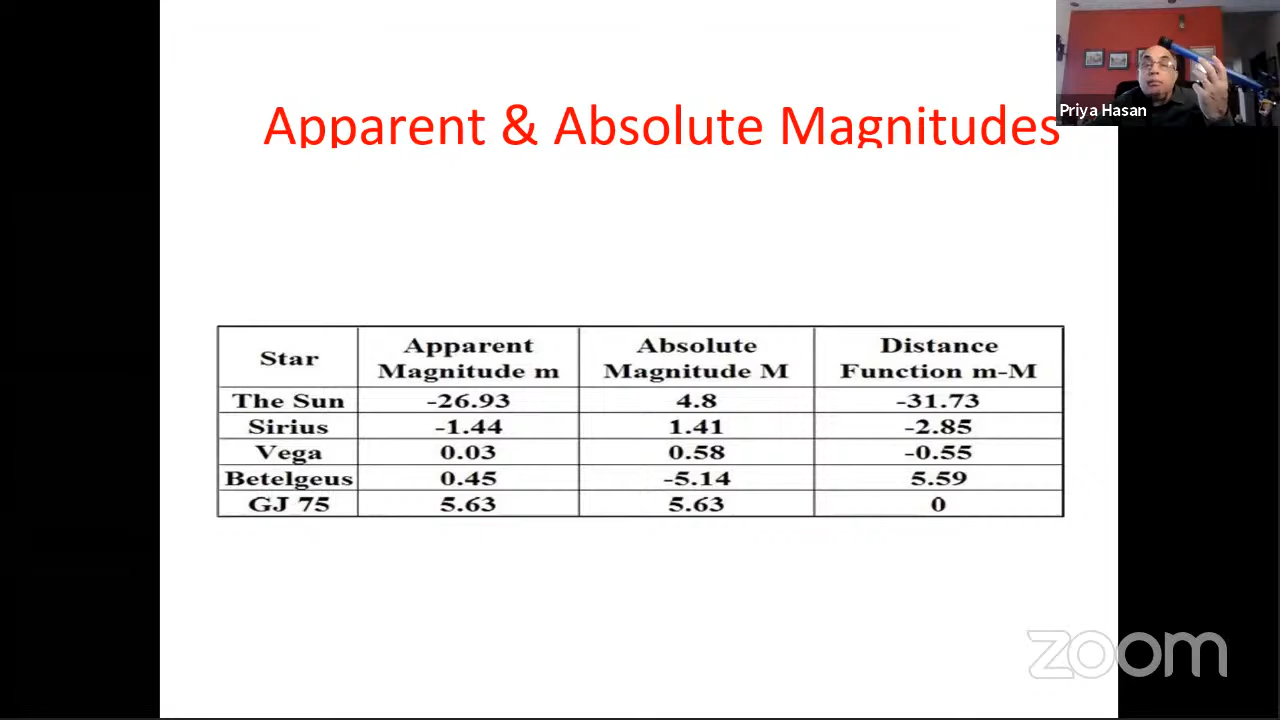 Priya Hasan
Apparent & Absolute Magnitudes
Star Apparent Magnitude m Absolute Magnitude M Distance Function m-M
The Sun -26.93 4.8 -31.73
Sirius -1.44 1.41 -2.85
Vega 0.03 0.58 -0.55
Betelgeus 0.45 -5.14 5.59
GJ 75 5.63 5.63 0
zoom